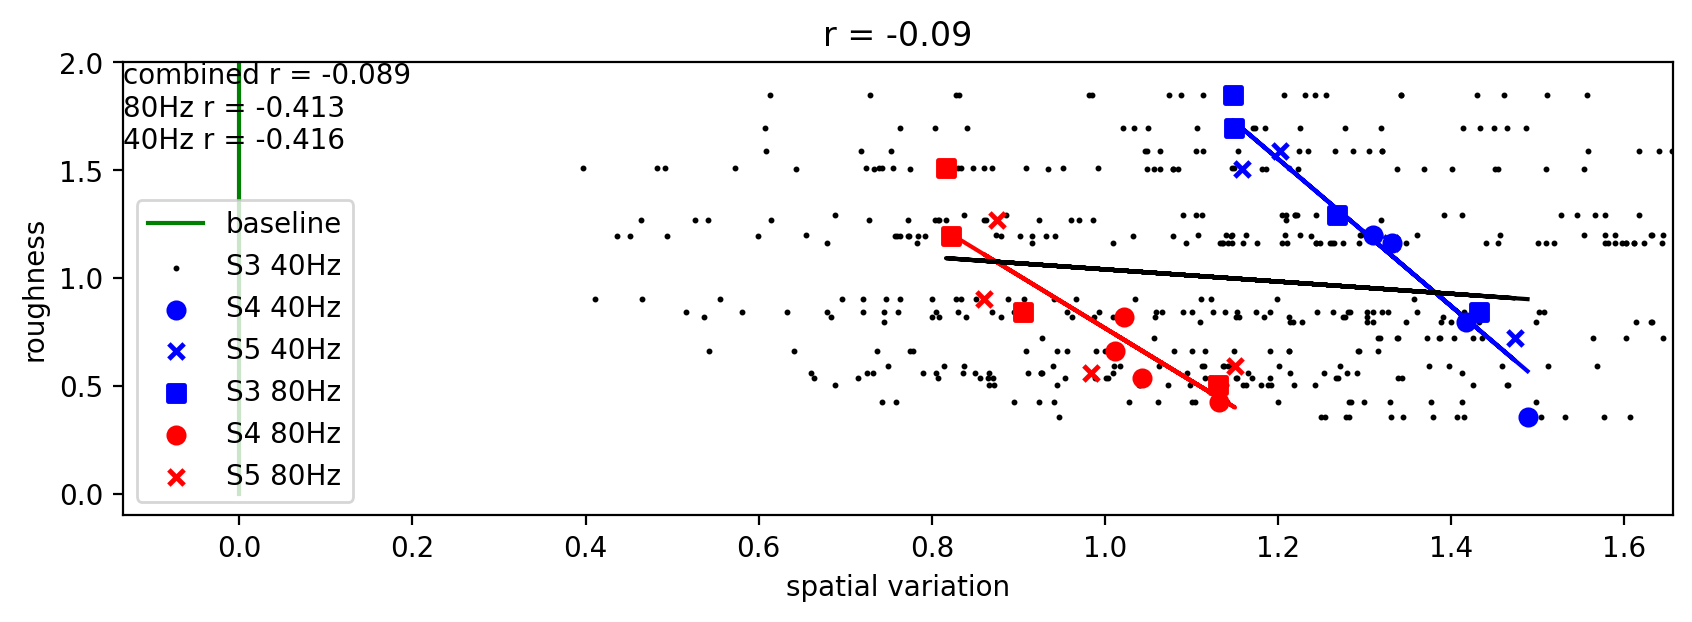 r = -0.09
combined r = -0.089
80Hz r = -0.413
40Hz r = -0.416
baseline
S3 40Hz
S4 40Hz
S5 40Hz
S3 80Hz
S4 80Hz
S5 80Hz
roughness
2.0
1.5
1.0
0.5
0.0
0.0 0.2 0.4 0.6 0.8 1.0 1.2 1.4 1.6
spatial variation